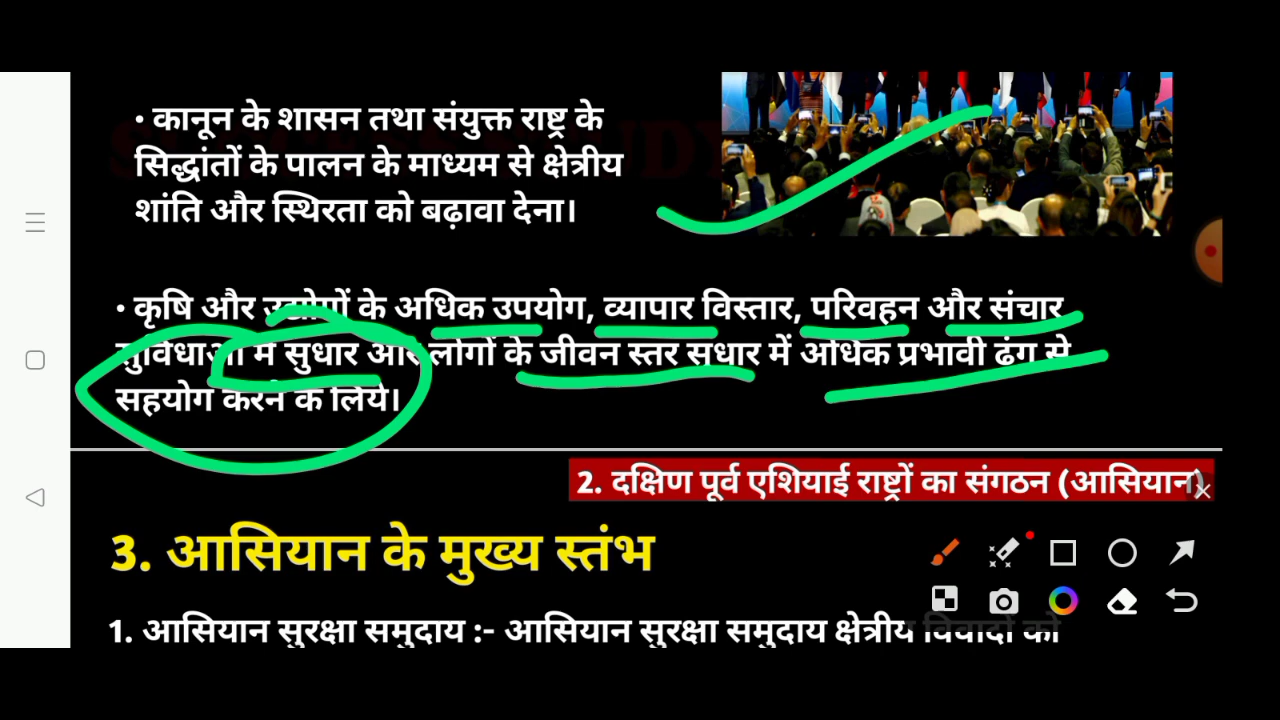 • कानून के शासन तथा संयुक्त राष्ट्र के
सिद्धांतों के पालन के माध्यम से क्षेत्रीय
शांति और स्थिरता को बढ़ावा देना।
• कृषि और उद्योगों के अधिक उपयोग, व्यापार विस्तार, परिवहन और संचार
सुविधाओं में सुधार और लोगों के जीवन स्तर सुधार में अधिक प्रभावी ढंग से
सहयोग करने के लिये।
2. दक्षिण पूर्व एशियाई राष्ट्रों का संगठन (आसियान)
3. आसियान के मुख्य स्तंभ
1. आसियान सुरक्षा समुदाय :- आसियान सुरक्षा समुदाय क्षेत्रीय विवादों को